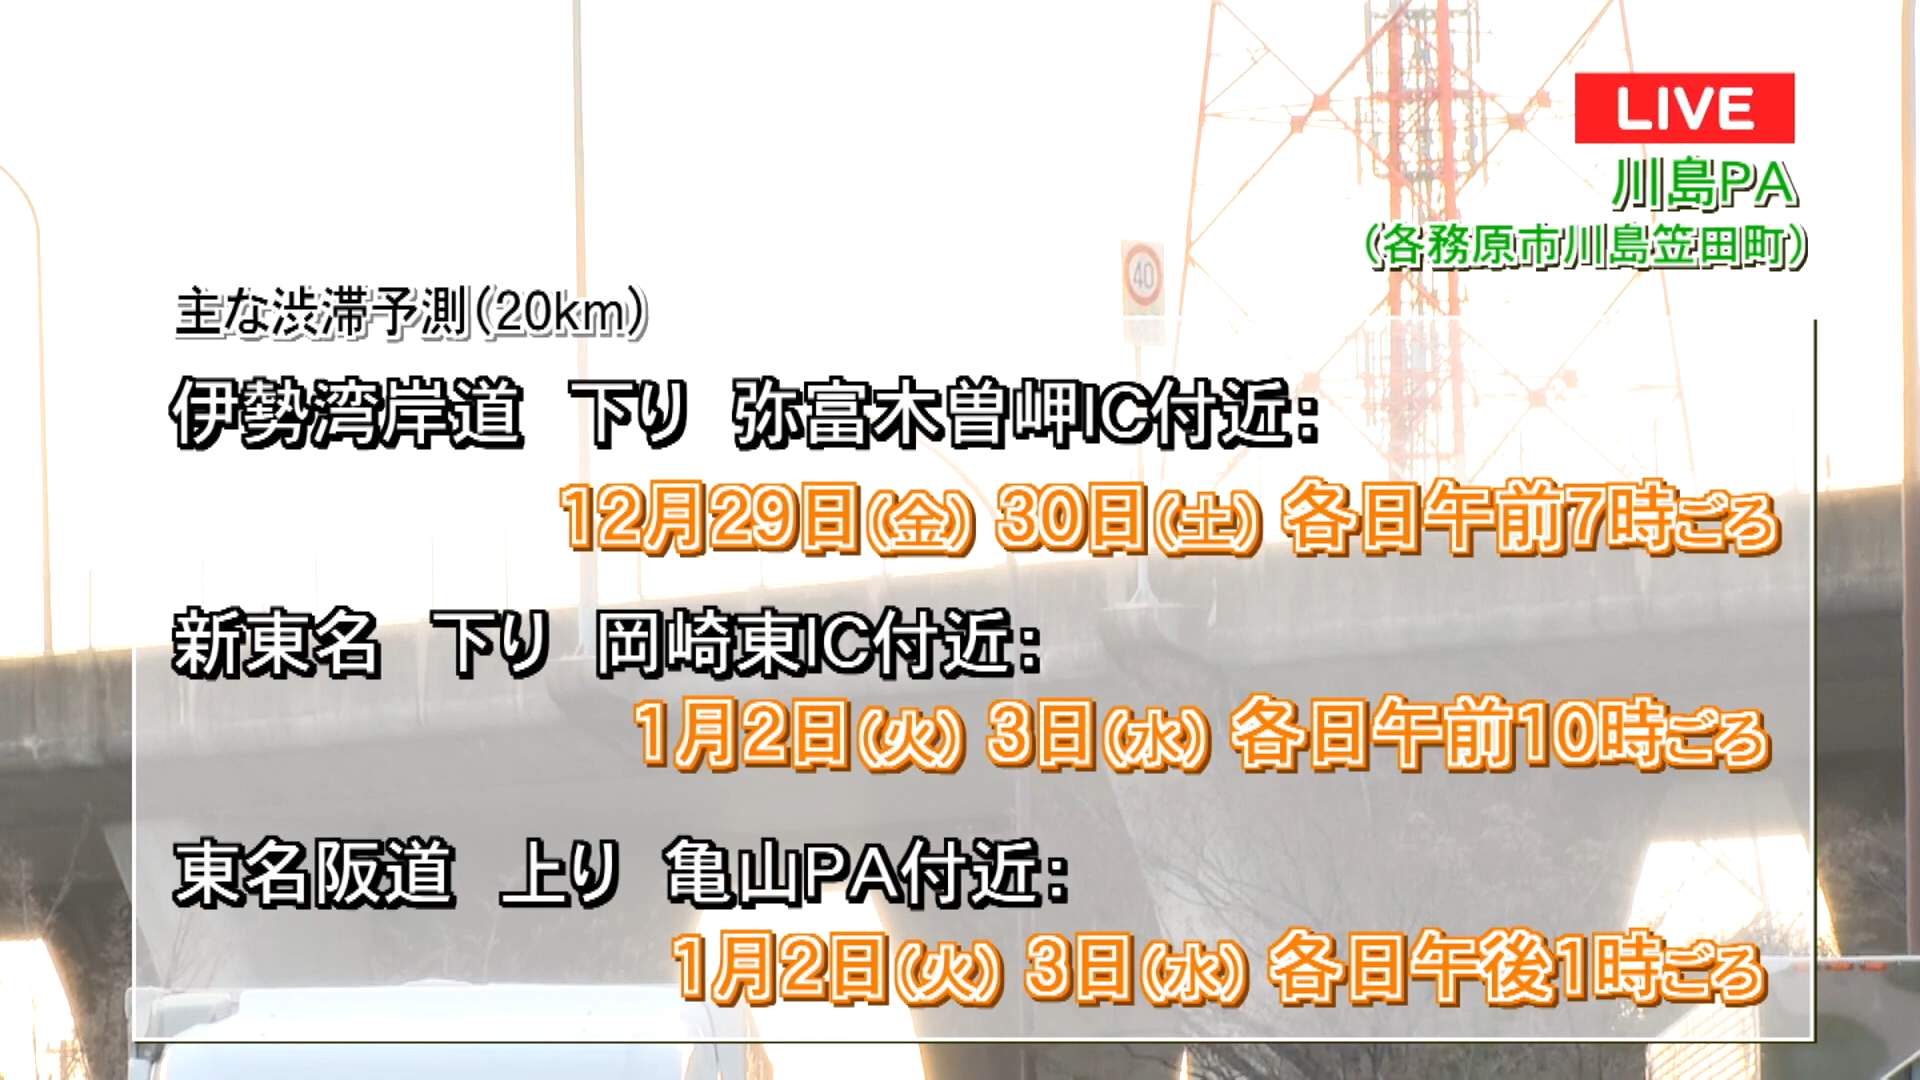 LIVE
川島PA
(各務原市川島笠田町)
40
主な渋滞予測(20km)
伊勢湾岸道 下り 弥富木曽岬IC付近:
12月29日(金) 30日(土) 各日午前7時ごろ
新東名 下り 岡崎東IC付近:
1月2日(火) 3日(水) 各日午前10時ごろ
東名阪道 上り 亀山PA付近:
1月2日(火) 3日(水) 各日午後1時ごろ